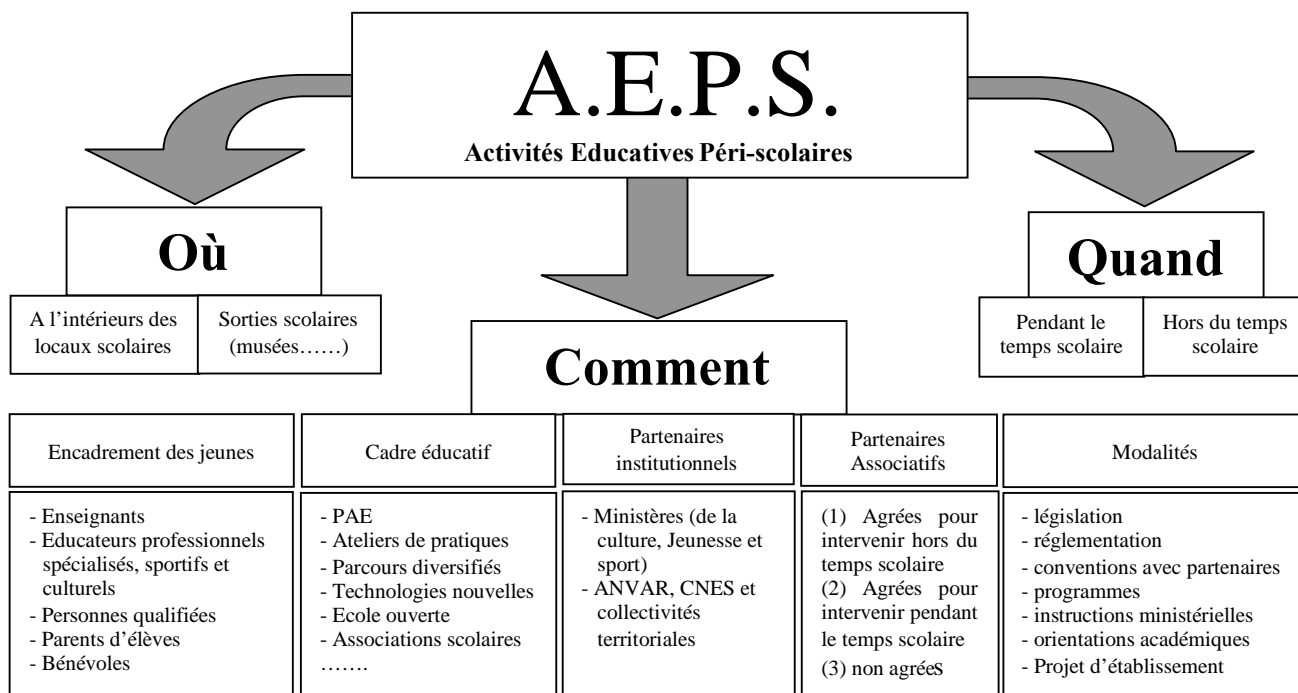 A.E.P.S.
Activités Educatives Péri-scolaires
Où
A l’intérieurs des
locaux scolaires
Sorties scolaires
(musées……)
Quand
Pendant le
temps scolaire
Hors du temps
scolaire
Comment
Encadrement des jeunes
- Enseignants
- Educateurs professionnels
spécialisés, sportifs et
culturels
- Personnes qualifiées
- Parents d’élèves
- Bénévoles
Cadre éducatif
- PAE
- Ateliers de pratiques
- Parcours diversifiés
- Technologies nouvelles
- Ecole ouverte
- Associations scolaires
…….
Partenaires
institutionnels
- Ministères (de la
culture, Jeunesse et
sport)
- ANVAR, CNES et
collectivités
territoriales
Partenaires
Associatifs
(1) Agrées pour
intervenir hors du
temps scolaire
(2) Agrées pour
intervenir pendant
le temps scolaire
(3) non agrées
Modalités
- législation
- réglementation
- conventions avec partenaires
- programmes
- instructions ministérielles
- orientations académiques
- Projet d’établissement